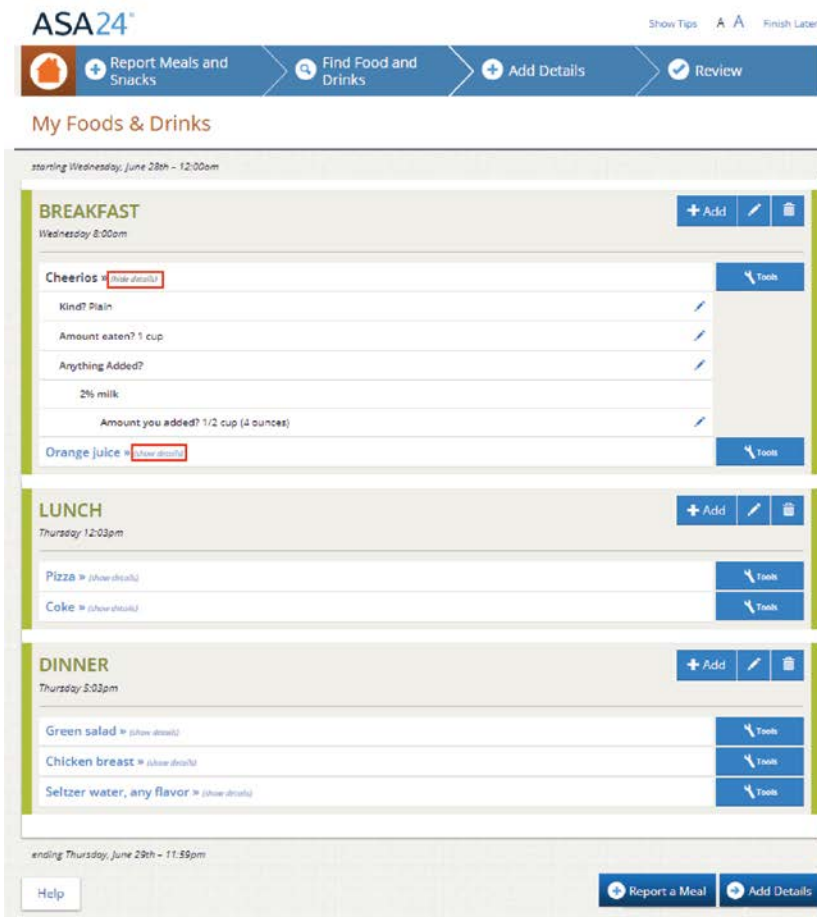 ASA24®
Show Tips A A Finish Later
Report Meals and
Snacks
Find Food and
Drinks
Add Details
Review
My Foods & Drinks
starting Wednesday, June 28th – 12:00am
BREAKFAST
+ Add
Wednesday 8:00am
Cheerios » (hide details)
Tools
Kind? Plain
Amount eaten? 1 cup
Anything Added?
2% milk
Amount you added? 1/2 cup (4 ounces)
Orange juice » (show details)
Tools
LUNCH
+ Add
Thursday 12:03pm
Pizza » (show details)
Tools
Coke » (show details)
Tools
DINNER
+ Add
Thursday 5:03pm
Green salad » (show details)
Tools
Chicken breast » (show details)
Tools
Seltzer water, any flavor » (show details)
Tools
ending Thursday, June 29th – 11:59pm
Help
Report a Meal
Add Details